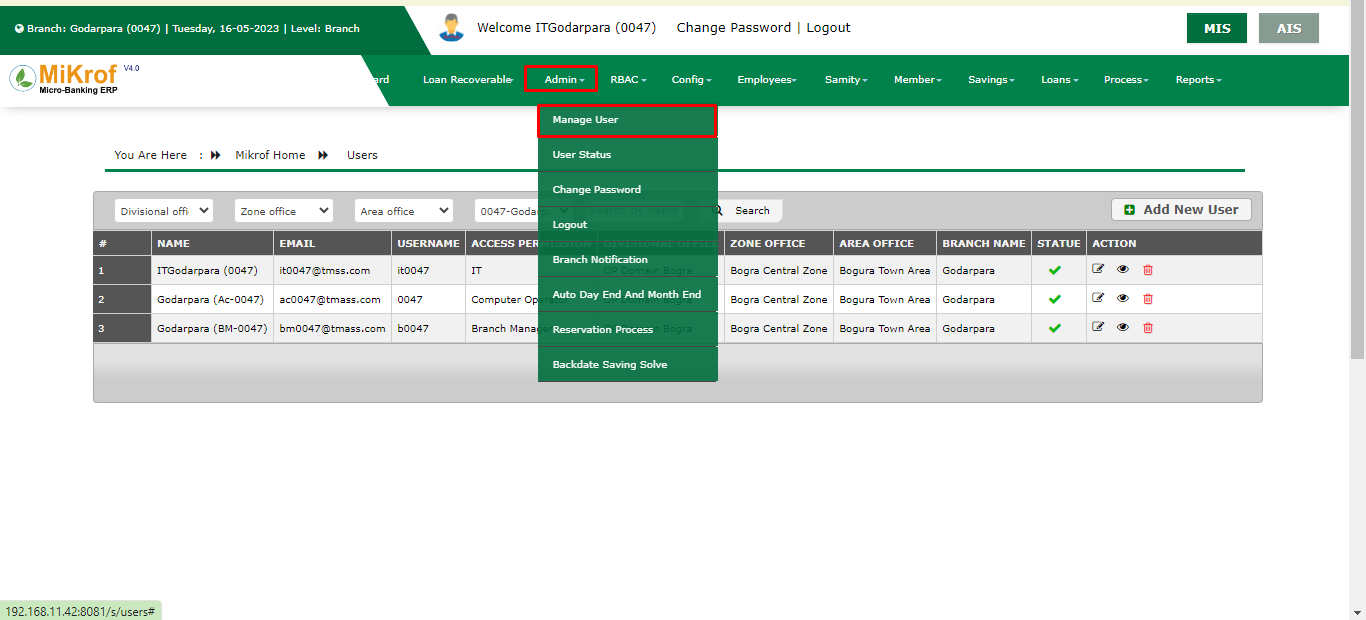 Branch: Godarpara (0047) | Tuesday, 16-05-2023 | Level: Branch
Welcome ITGodarpara (0047) Change Password | Logout
MIS AIS
MiKrof V4.0
Micro-Banking ERP
ard Loan Recoverable Admin RBAC Config Employees Samity Member Savings Loans Process Reports
Manage User
User Status
Change Password
Logout
Branch Notification
Auto Day End And Month End
Reservation Process
Backdate Saving Solve
You Are Here : Mikrof Home Users
Divisional offi Zone office Area office 0047-Godarp Search by name Search Add New User
# NAME EMAIL USERNAME ACCESS PERMISSION DIVISIONAL OFFICE ZONE OFFICE AREA OFFICE BRANCH NAME STATUE ACTION
1 ITGodarpara (0047) it0047@tmss.com it0047 IT OP Domain Bogra Bogra Central Zone Bogura Town Area Godarpara
2 Godarpara (Ac-0047) ac0047@tmass.com 0047 Computer Operator Bogra Central Zone Bogura Town Area Godarpara
3 Godarpara (BM-0047) bm0047@tmass.com b0047 Branch Manager Bogra Bogra Central Zone Bogura Town Area Godarpara
192.168.11.42:8081/s/users#